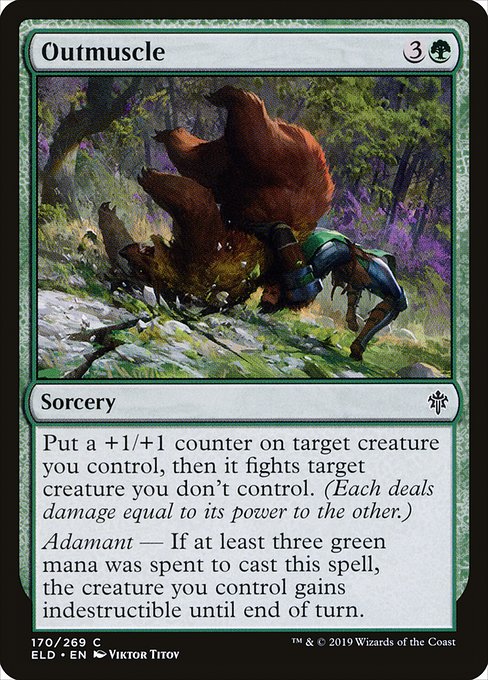 Outmuscle 3
Sorcery
Put a +1/+1 counter on target creature
you control, then it fights target
creature you don't control. (Each deals
damage equal to its power to the other.)
Adamant — If at least three green
mana was spent to cast this spell,
the creature you control gains
indestructible until end of turn.
170/269 C
ELD • EN Viktor Titov
™ & © 2019 Wizards of the Coast